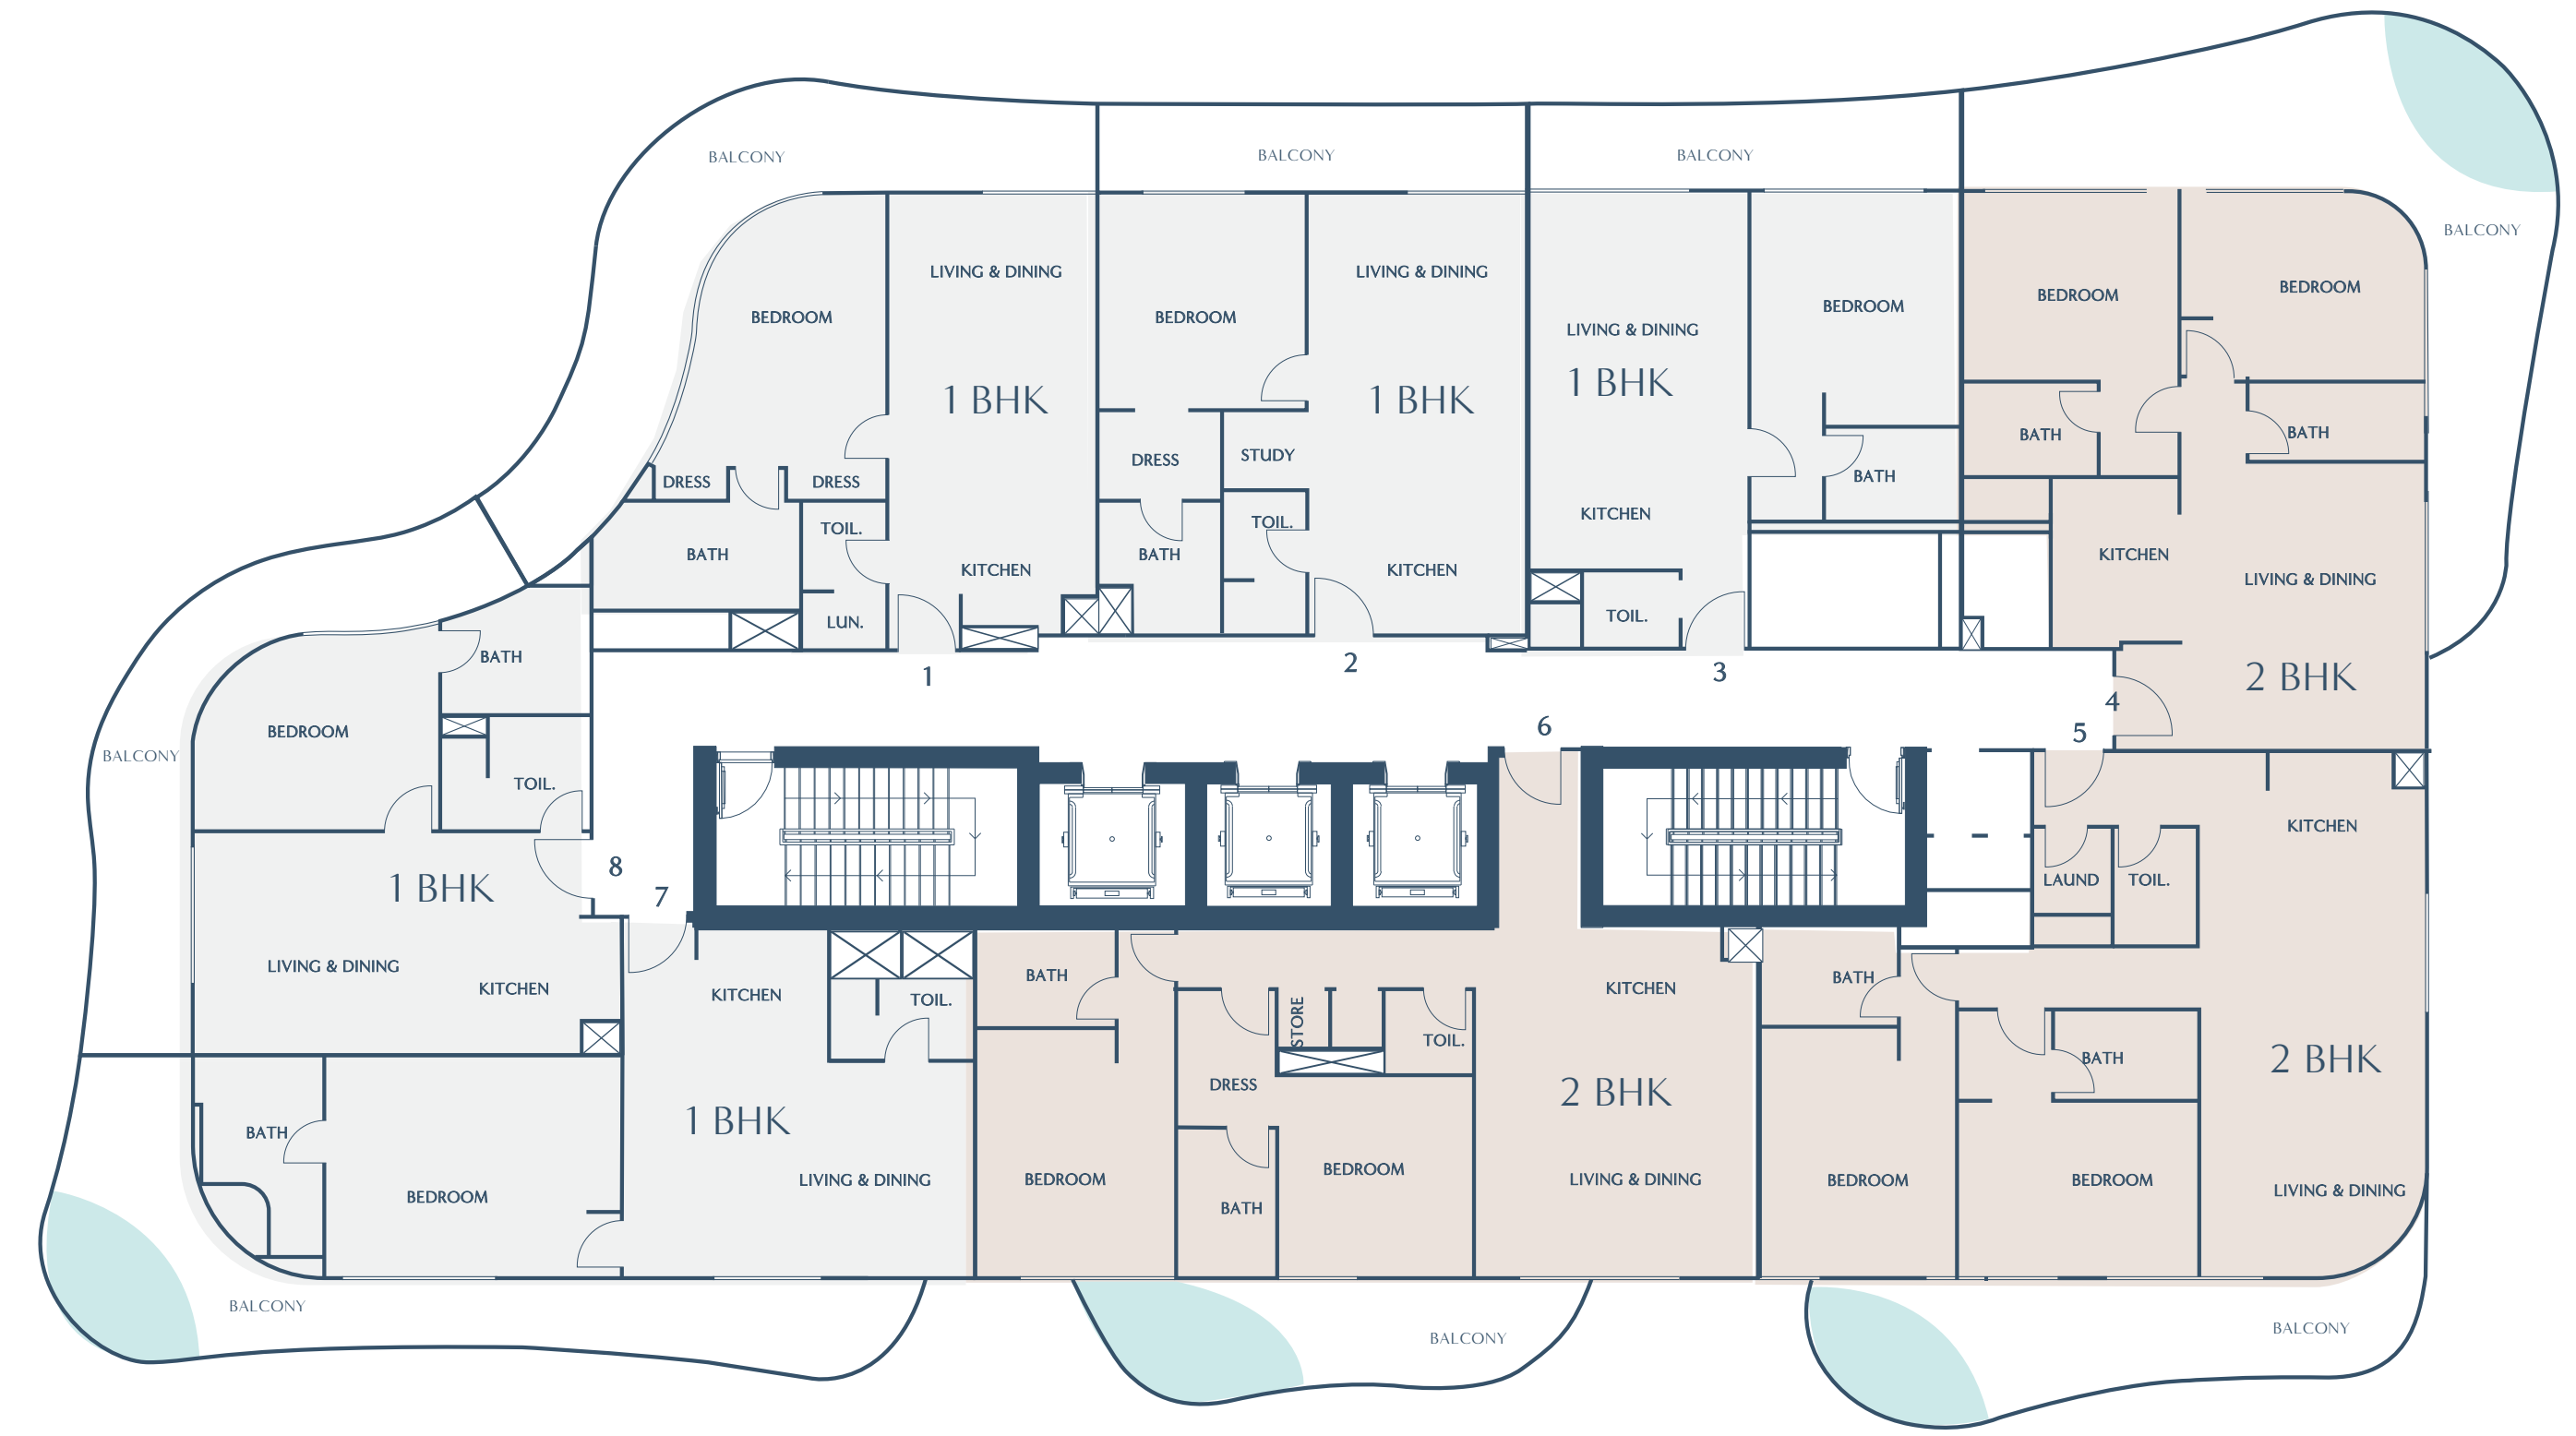 BALCONY
BALCONY
BALCONY
BALCONY
LIVING & DINING
BEDROOM
1 BHK
DRESS
DRESS
TOIL.
BATH
KITCHEN
LUN.
1
BEDROOM
LIVING & DINING
1 BHK
DRESS
STUDY
TOIL.
BATH
KITCHEN
2
LIVING & DINING
BEDROOM
1 BHK
BATH
KITCHEN
TOIL.
3
BEDROOM
BEDROOM
BATH
BATH
KITCHEN
LIVING & DINING
2 BHK
4
5
6
BATH
BEDROOM
BALCONY
TOIL.
1 BHK
8
7
LIVING & DINING
KITCHEN
KITCHEN
TOIL.
1 BHK
BATH
BEDROOM
LIVING & DINING
BALCONY
BATH
STORE
TOIL.
DRESS
BEDROOM
BEDROOM
BATH
KITCHEN
2 BHK
LIVING & DINING
BALCONY
KITCHEN
LAUND
TOIL.
BATH
BATH
2 BHK
BEDROOM
BEDROOM
LIVING & DINING
BALCONY